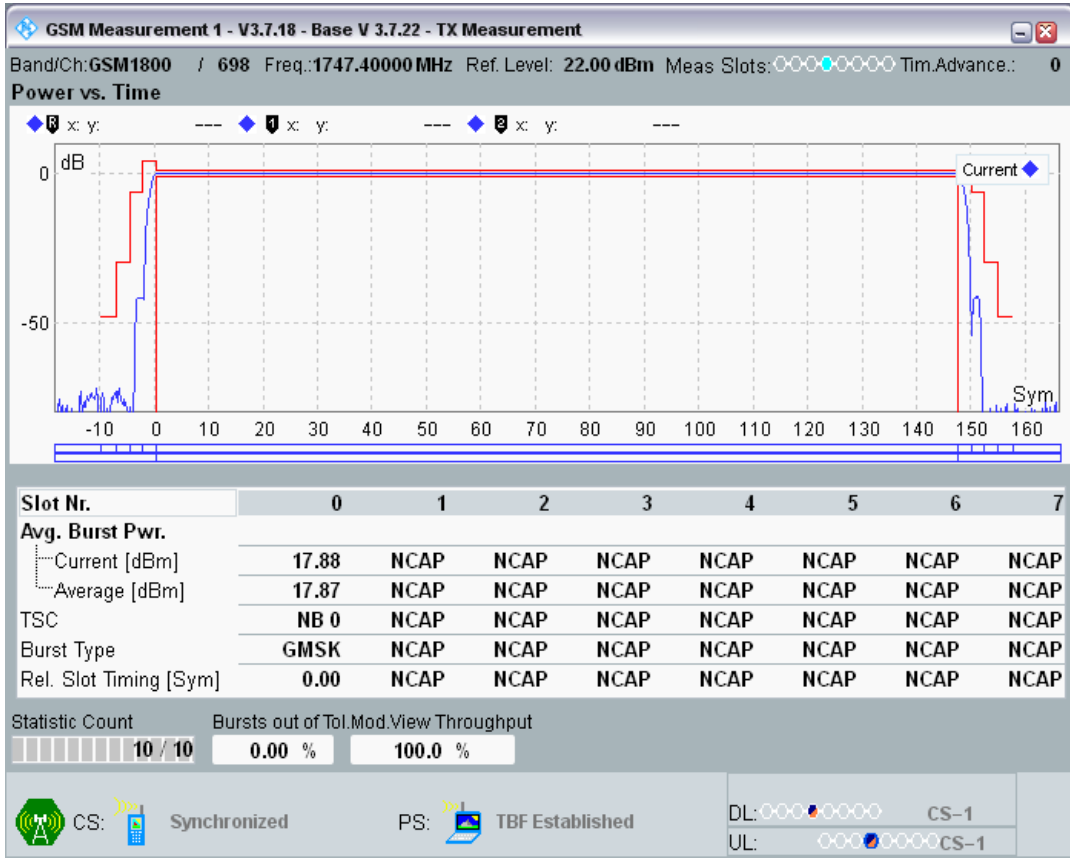 GSM Measurement 1 - V3.7.18 - Base V 3.7.22 - TX Measurement
Band/Ch:GSM1800 / 698 Freq.:1747.40000 MHz Ref. Level: 22.00 dBm Meas Slots: Tim.Advance.: 0
Power vs. Time
R x: y: --- 1 x: y: --- 2 x: y: ---
dB
0
Current
-50
Sym
-10 0 10 20 30 40 50 60 70 80 90 100 110 120 130 140 150 160
Slot Nr. 0 1 2 3 4 5 6 7
Avg. Burst Pwr.
Current [dBm] 17.88 NCAP NCAP NCAP NCAP NCAP NCAP NCAP
Average [dBm] 17.87 NCAP NCAP NCAP NCAP NCAP NCAP NCAP
TSC NB 0 NCAP NCAP NCAP NCAP NCAP NCAP NCAP
Burst Type GMSK NCAP NCAP NCAP NCAP NCAP NCAP NCAP
Rel. Slot Timing [Sym] 0.00 NCAP NCAP NCAP NCAP NCAP NCAP NCAP
Statistic Count Bursts out of Tol.Mod.View Throughput
10 / 10 0.00 % 100.0 %
CS: Synchronized PS: TBF Established
DL: CS-1
UL: CS-1